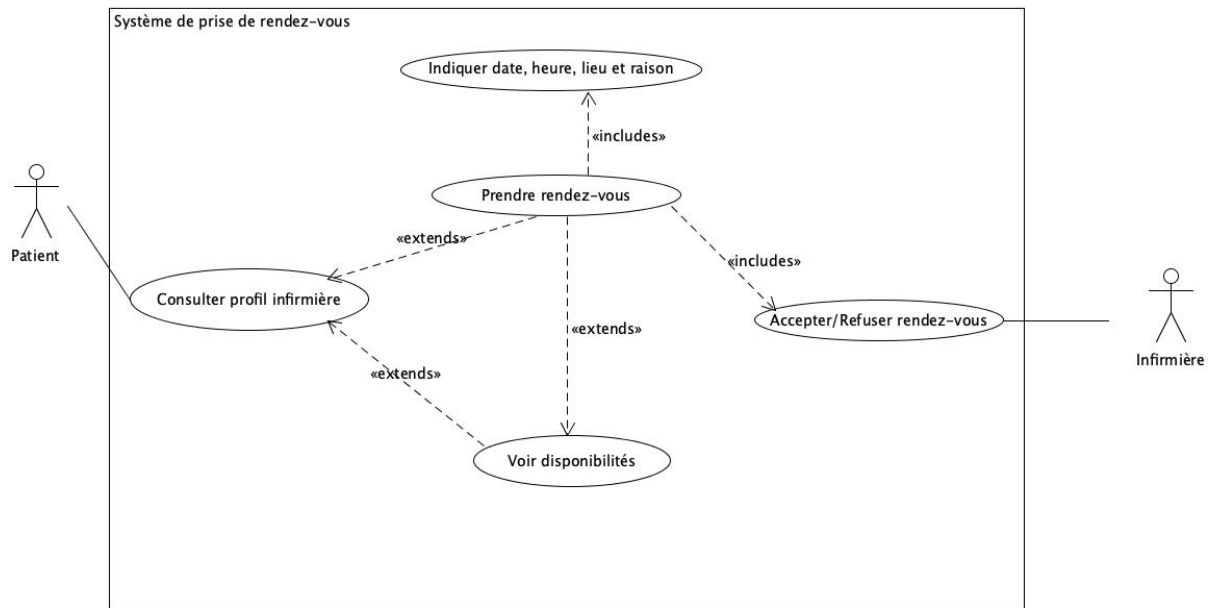 Système de prise de rendez-vous
Indiquer date, heure, lieu et raison
«includes»
Prendre rendez-vous
«extends»
Patient
«includes»
Consulter profil infirmière
Accepter/Refuser rendez-vous
«extends»
Infirmière
«extends»
Voir disponibilités